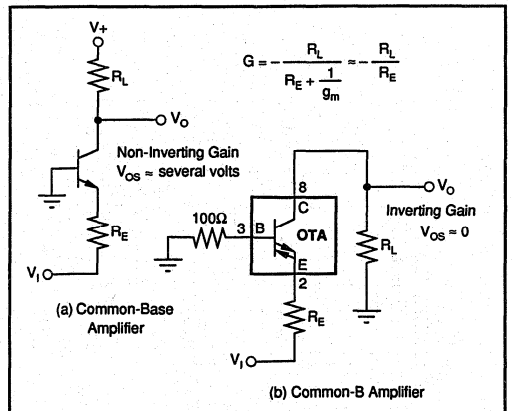 V+
R_L
V_O
Non-Inverting Gain
V_OS ≈ several volts
R_E
V_I
(a) Common-Base
Amplifier
G = – R_L / (R_E + 1/g_m) ≈ – R_L / R_E
8
C
100Ω
3
B
OTA
E
2
V_O
Inverting Gain
V_OS ≈ 0
R_L
R_E
V_I
(b) Common-B Amplifier